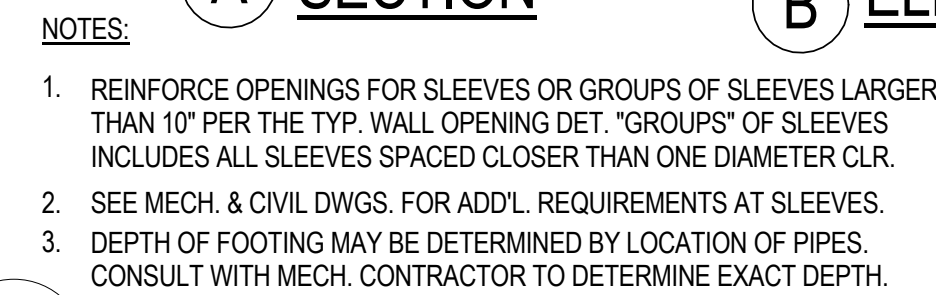 A SECTION
B
NOTES:
1. REINFORCE OPENINGS FOR SLEEVES OR GROUPS OF SLEEVES LARGER
THAN 10" PER THE TYP. WALL OPENING DET. "GROUPS" OF SLEEVES
INCLUDES ALL SLEEVES SPACED CLOSER THAN ONE DIAMETER CLR.
2. SEE MECH. & CIVIL DWGS. FOR ADD'L. REQUIREMENTS AT SLEEVES.
3. DEPTH OF FOOTING MAY BE DETERMINED BY LOCATION OF PIPES.
CONSULT WITH MECH. CONTRACTOR TO DETERMINE EXACT DEPTH.